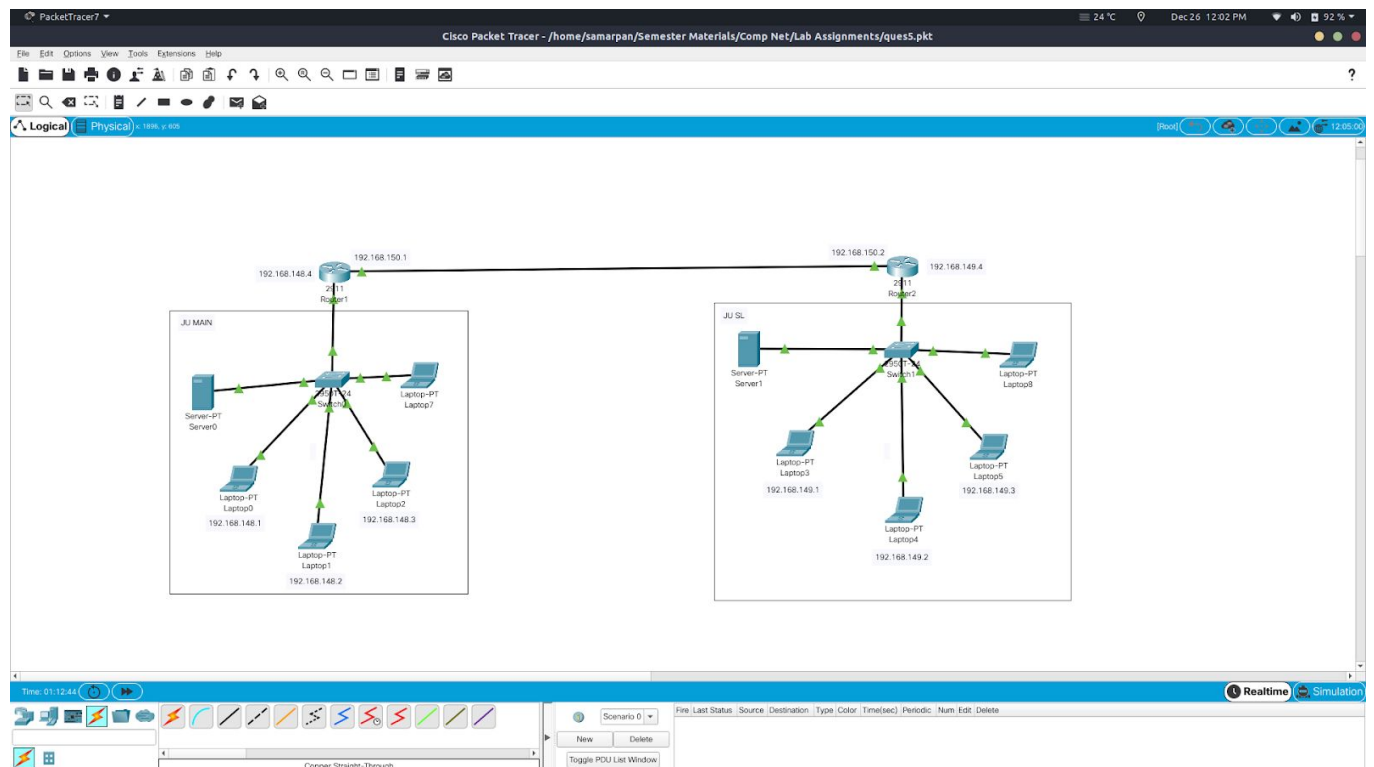 PacketTracer7
24 °C
Dec 26 12:02 PM
92 %
Cisco Packet Tracer - /home/samarpan/Semester Materials/Comp Net/Lab Assignments/ques5.pkt
File Edit Options View Tools Extensions Help
?
Logical
Physical
x: 1896, y: 605
[Root]
12:05:00
192.168.150.1
192.168.148.4
2911
Router1
192.168.150.2
192.168.149.4
2911
Router2
JU MAIN
Server-PT
Server0
2950T-24
Switch0
Laptop-PT
Laptop7
Laptop-PT
Laptop0
192.168.148.1
Laptop-PT
Laptop2
192.168.148.3
Laptop-PT
Laptop1
192.168.148.2
JU SL
Server-PT
Server1
2950T-24
Switch1
Laptop-PT
Laptop8
Laptop-PT
Laptop3
192.168.149.1
Laptop-PT
Laptop5
192.168.149.3
Laptop-PT
Laptop4
192.168.149.2
Time: 01:12:44
Realtime
Simulation
Scenario 0
New
Delete
Toggle PDU List Window
Fire Last Status Source Destination Type Color Time(sec) Periodic Num Edit Delete
Copper Straight-Through